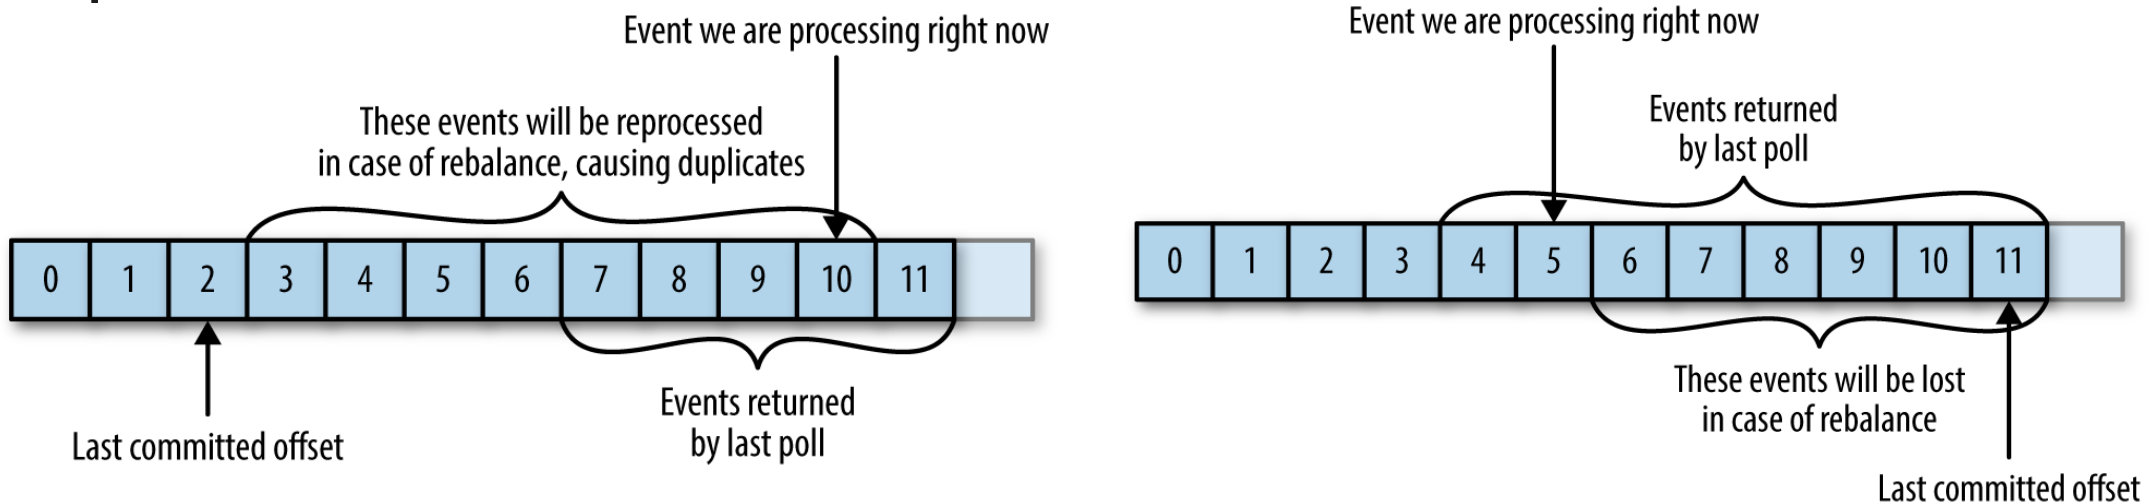 Event we are processing right now
These events will be reprocessed
in case of rebalance, causing duplicates
0 1 2 3 4 5 6 7 8 9 10 11
Events returned
by last poll
Last committed offset
Event we are processing right now
Events returned
by last poll
0 1 2 3 4 5 6 7 8 9 10 11
These events will be lost
in case of rebalance
Last committed offset